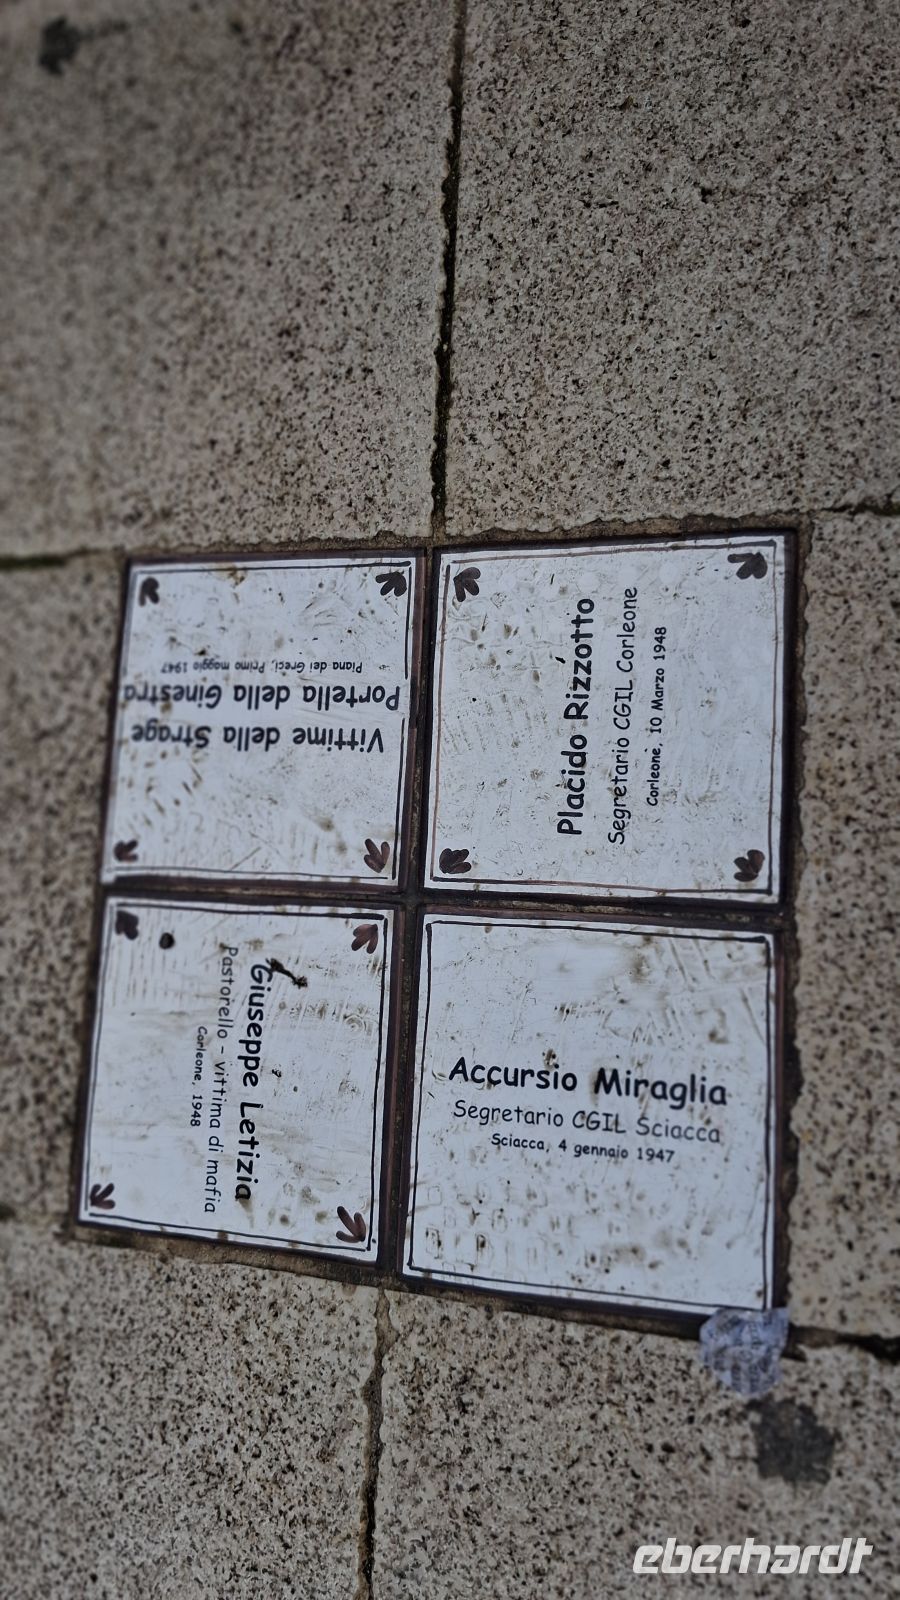 Vittime della Strage
Portella della Ginestra
Piana dei Greci, Primo maggio 1947
Placido Rizzotto
Segretario CGIL Corleone
Corleone, 10 Marzo 1948
Giuseppe Letizia
Pastorello - vittima di mafia
Corleone, 1948
Accursio Miraglia
Segretario CGIL Sciacca
Sciacca, 4 gennaio 1947
eberhardt